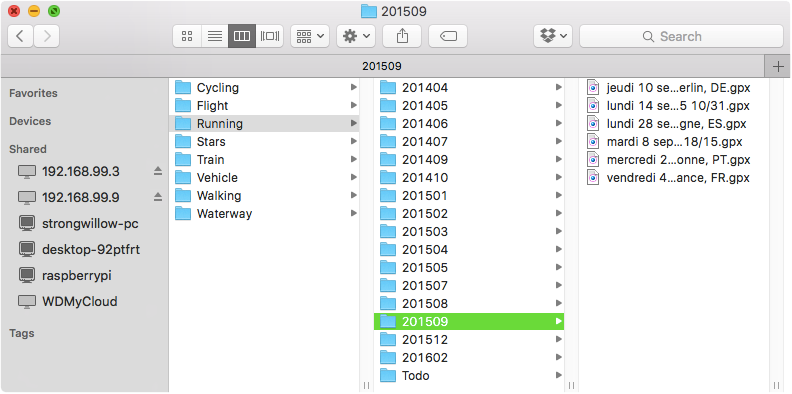 201509
Search
201509
Favorites
Devices
Shared
192.168.99.3
192.168.99.9
strongwillow-pc
desktop-92ptfrt
raspberrypi
WDMyCloud
Tags
Cycling
Flight
Running
Stars
Train
Vehicle
Walking
Waterway
201404
201405
201406
201407
201409
201410
201501
201502
201503
201504
201505
201507
201508
201509
201512
201602
Todo
jeudi 10 se...erlin, DE.gpx
lundi 14 se...5 10/31.gpx
lundi 28 se...gne, ES.gpx
mardi 8 sep...18/15.gpx
mercredi 2...onne, PT.gpx
vendredi 4...ance, FR.gpx